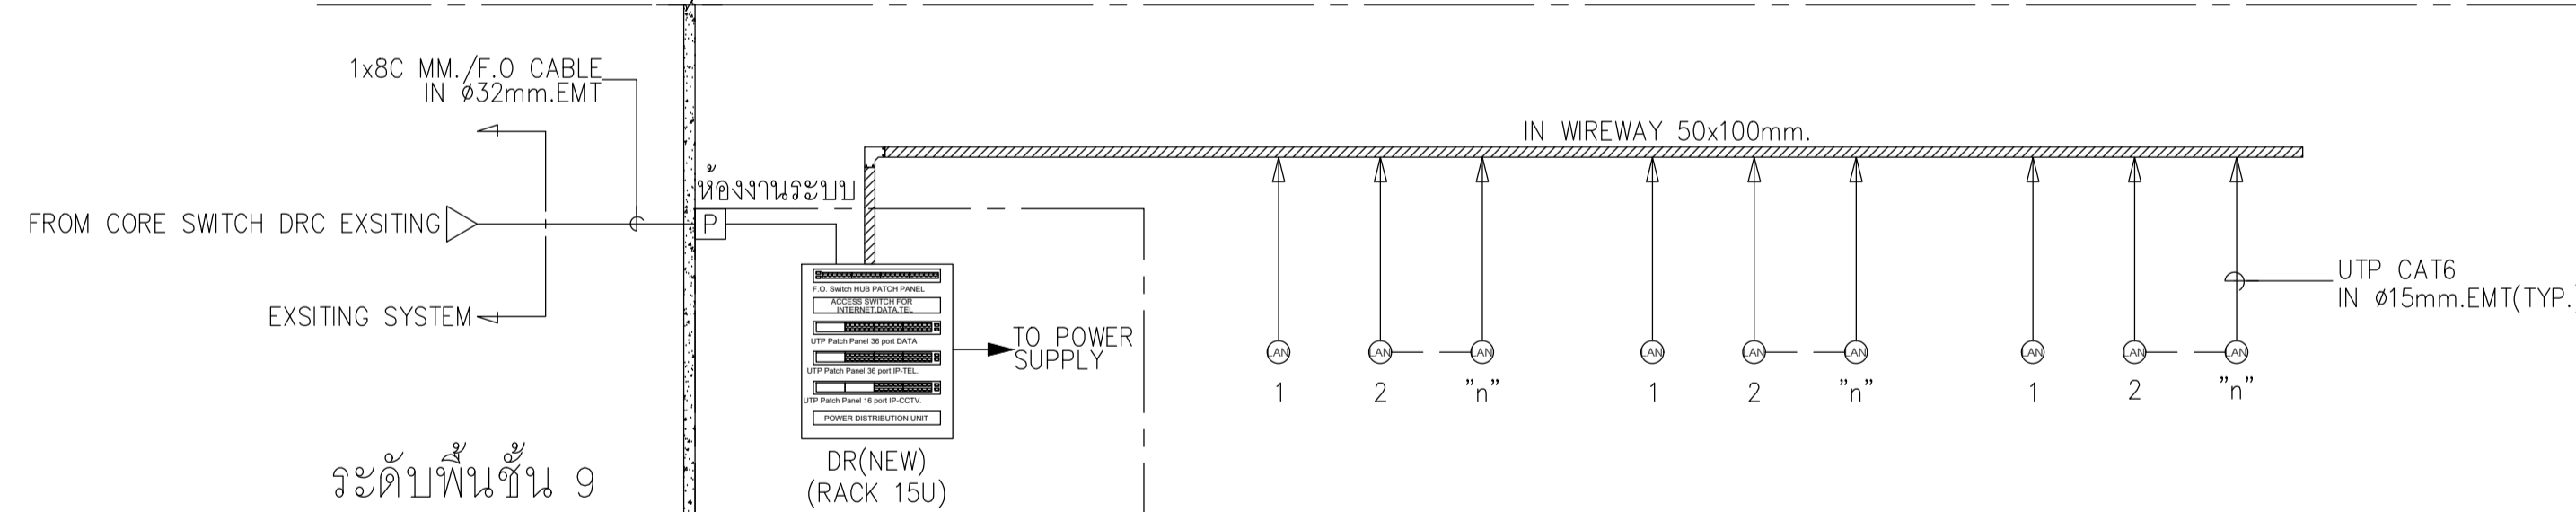 1x8C MM./F.O CABLE
IN ø32mm.EMT
IN WIREWAY 50x100mm.
ห้องงานระบบ
FROM CORE SWITCH DRC EXSITING
P
EXSITING SYSTEM
F.O. Switch HUB PATCH PANEL
ACCESS SWITCH FOR
INTERNET,DATA,TEL
UTP Patch Panel 36 port DATA
UTP Patch Panel 36 port IP-TEL.
UTP Patch Panel 16 port IP-CCTV.
POWER DISTRIBUTION UNIT
TO POWER
SUPPLY
DR(NEW)
(RACK 15U)
UTP CAT6
IN ø15mm.EMT(TYP.)
LAN LAN LAN LAN LAN LAN LAN LAN LAN
1 2 "n" 1 2 "n" 1 2 "n"
ระดับพื้นชั้น 9